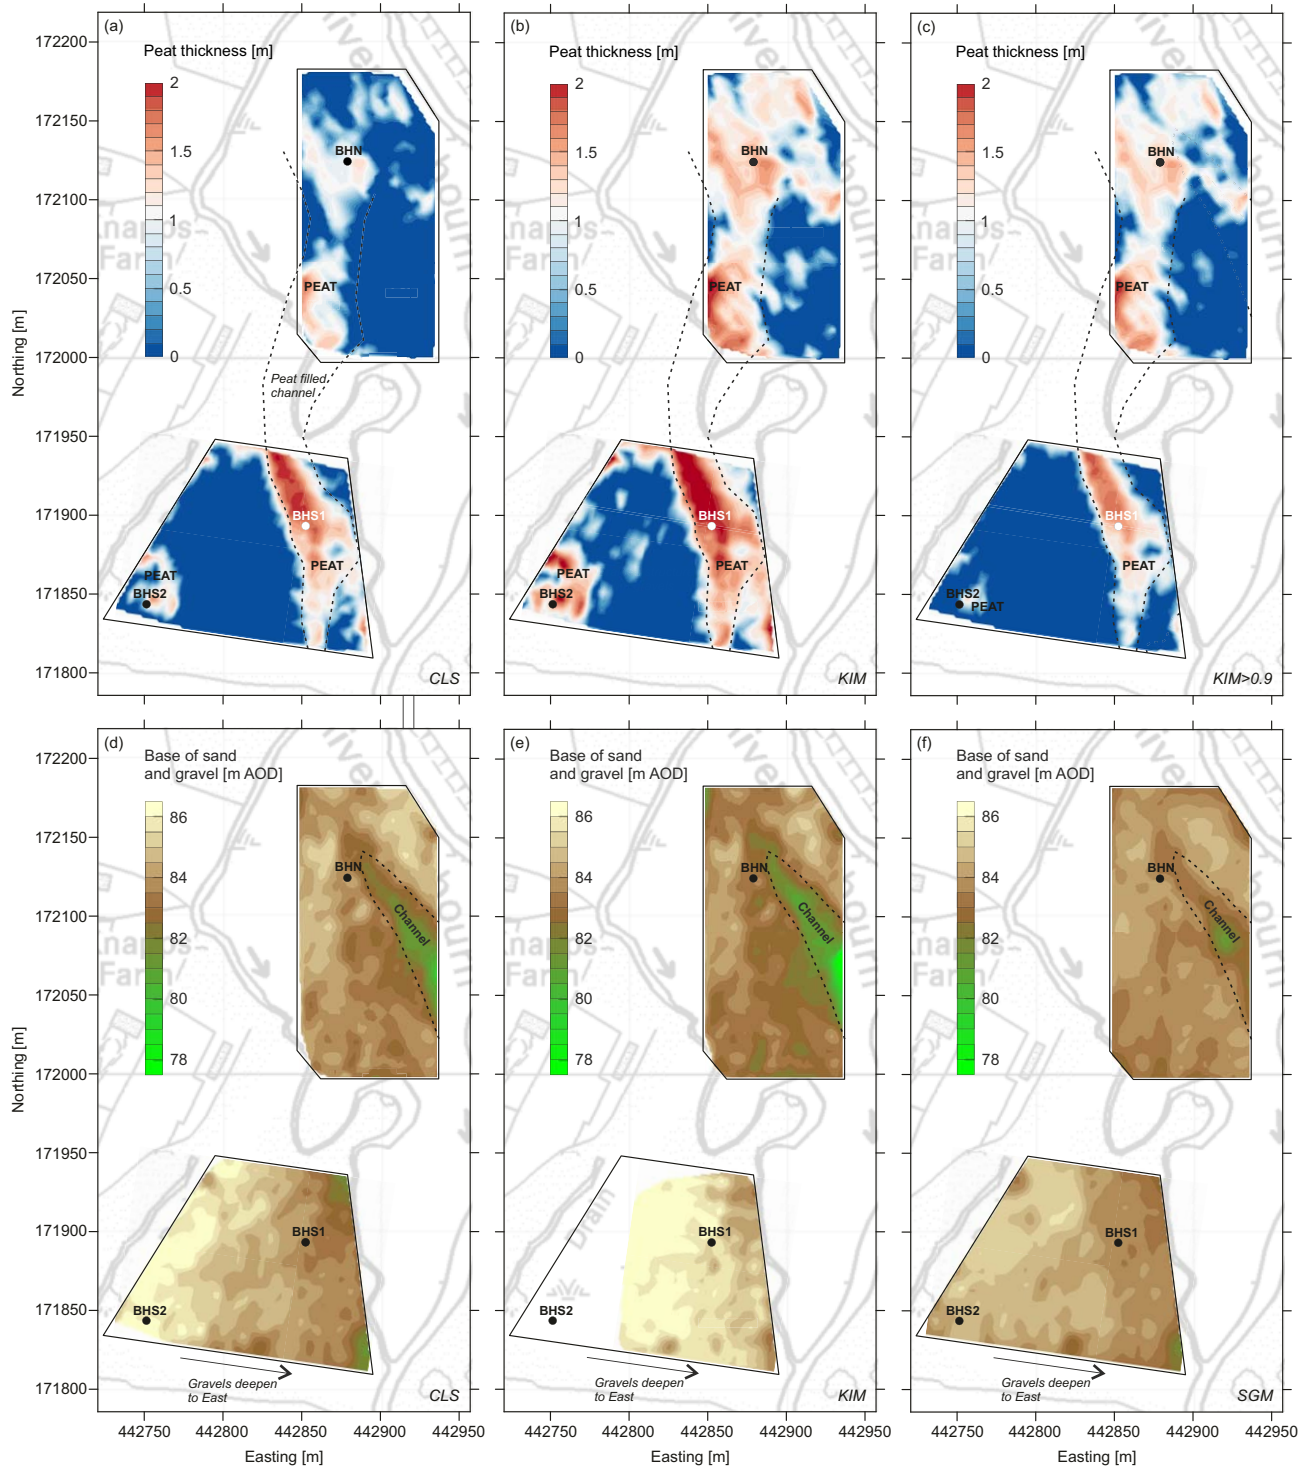 (a)
Peat thickness [m]
2
1.5
1
0.5
0
BHN
PEAT
Peat filled
channel
BHS1
PEAT
PEAT
BHS2
CLS
(b)
Peat thickness [m]
2
1.5
1
0.5
0
BHN
PEAT
BHS1
PEAT
PEAT
BHS2
KIM
(c)
Peat thickness [m]
2
1.5
1
0.5
0
BHN
PEAT
BHS1
PEAT
BHS2
PEAT
KIM>0.9
172200
172150
172100
172050
172000
171950
171900
171850
171800
Northing [m]
(d)
Base of sand
and gravel [m AOD]
86
84
82
80
78
BHN
Channel
BHS1
BHS2
Gravels deepen
to East
CLS
(e)
Base of sand
and gravel [m AOD]
86
84
82
80
78
BHN
Channel
Drain
BHS1
BHS2
Gravels deepen
to East
KIM
(f)
Base of sand
and gravel [m AOD]
86
84
82
80
78
BHN
Channel
BHS1
BHS2
Gravels deepen
to East
SGM
172200
172150
172100
172050
172000
171950
171900
171850
171800
Northing [m]
442750 442800 442850 442900 442950
442750 442800 442850 442900 442950
442750 442800 442850 442900 442950
Easting [m]
Easting [m]
Easting [m]